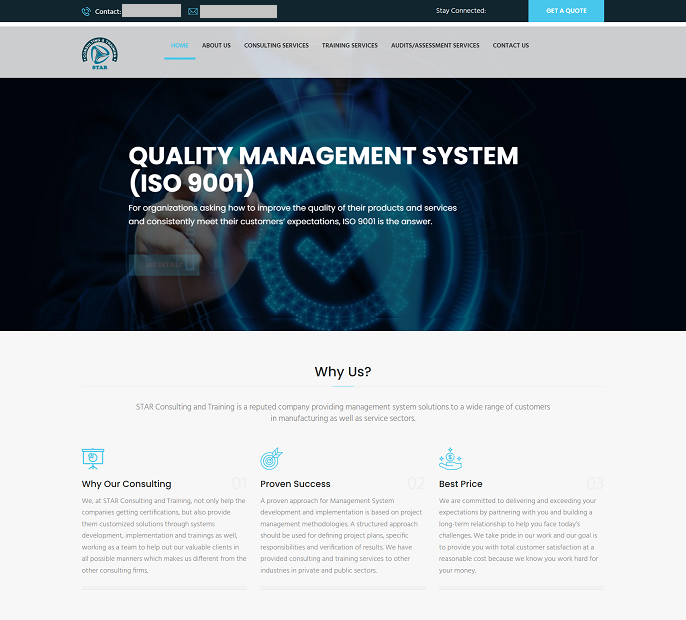 Contact:
Stay Connected:
GET A QUOTE
CONSULTING & TRAINING
STAR
HOME ABOUT US CONSULTING SERVICES TRAINING SERVICES AUDITS/ASSESSMENT SERVICES CONTACT US
QUALITY MANAGEMENT SYSTEM
(ISO 9001)
For organizations asking how to improve the quality of their products and services
and consistently meet their customers' expectations, ISO 9001 is the answer.
Why Us?
STAR Consulting and Training is a reputed company providing management system solutions to a wide range of customers
in manufacturing as well as service sectors.
Why Our Consulting
01
We, at STAR Consulting and Training, not only help the
companies getting certifications, but also provide
them customized solutions through systems
development, implementation and trainings as well,
working as a team to help out our valuable clients in
all possible manners which makes us different from the
other consulting firms.
Proven Success
02
A proven approach for Management System
development and implementation is based on project
management methodologies. A structured approach
should be used for defining project plans, specific
responsibilities and verification of results. We have
provided consulting and training services to other
industries in private and public sectors.
Best Price
03
We are committed to delivering and exceeding your
expectations by partnering with you and building a
long-term relationship to help you face today's
challenges. We take pride in our work and our goal is
to provide you with total customer satisfaction at a
reasonable cost because we know you work hard for
your money.